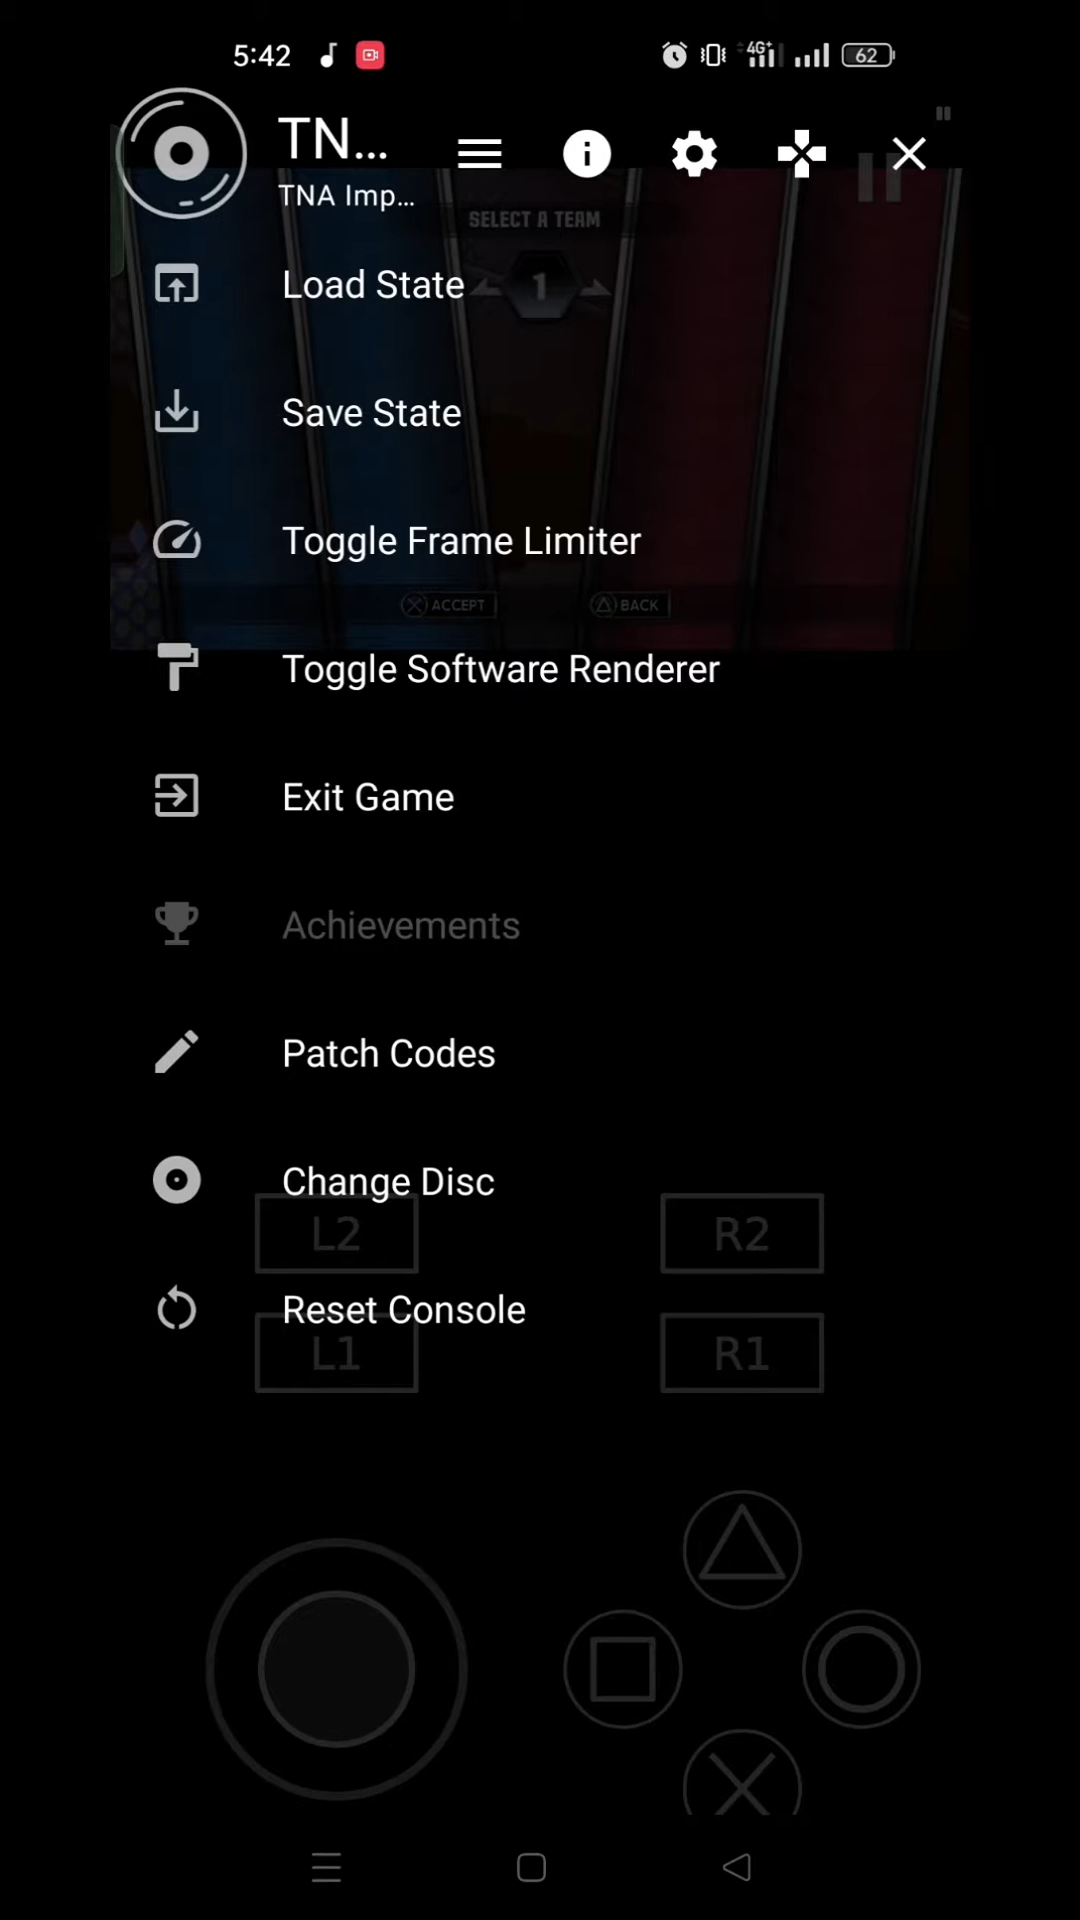 5:42
4G+
62
TN...
TNA Imp...
SELECT A TEAM
Load State
1
Save State
Toggle Frame Limiter
ACCEPT
BACK
Toggle Software Renderer
Exit Game
Achievements
Patch Codes
Change Disc
L2
R2
Reset Console
L1
R1